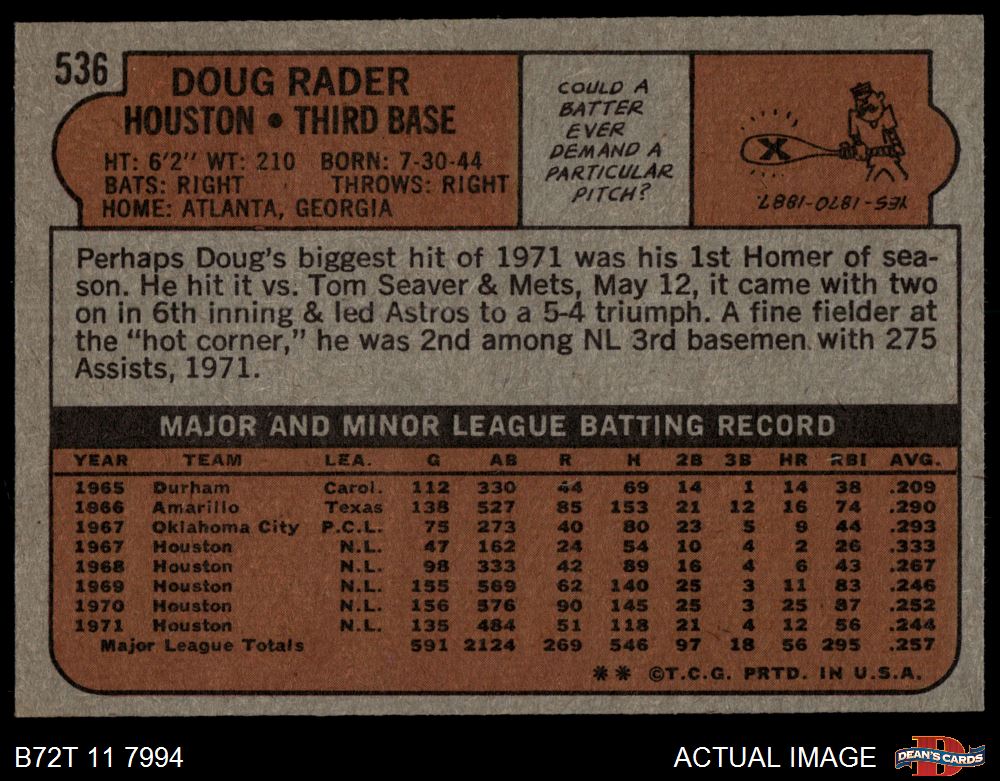 536
DOUG RADER
HOUSTON • THIRD BASE
HT: 6'2" WT: 210 BORN: 7-30-44
BATS: RIGHT THROWS: RIGHT
HOME: ATLANTA, GEORGIA
COULD A
BATTER
EVER
DEMAND A
PARTICULAR
PITCH?
X
YES-1870-1887.
Perhaps Doug's biggest hit of 1971 was his 1st Homer of sea-
son. He hit it vs. Tom Seaver & Mets, May 12, it came with two
on in 6th inning & led Astros to a 5-4 triumph. A fine fielder at
the "hot corner," he was 2nd among NL 3rd basemen with 275
Assists, 1971.
MAJOR AND MINOR LEAGUE BATTING RECORD
YEAR TEAM LEA. G AB R H 2B 3B HR RBI AVG.
1965 Durham Carol. 112 330 44 69 14 1 14 38 .209
1966 Amarillo Texas 138 527 85 153 21 12 16 74 .290
1967 Oklahoma City P.C.L. 75 273 40 80 23 5 9 44 .293
1967 Houston N.L. 47 162 24 54 10 4 2 26 .333
1968 Houston N.L. 98 333 42 89 16 4 6 43 .267
1969 Houston N.L. 155 569 62 140 25 3 11 83 .246
1970 Houston N.L. 156 576 90 145 25 3 25 87 .252
1971 Houston N.L. 135 484 51 118 21 4 12 56 .244
Major League Totals 591 2124 269 546 97 18 56 295 .257
** ©T.C.G. PRTD. IN U.S.A.
B72T 11 7994
ACTUAL IMAGE
D
DEAN'S CARDS